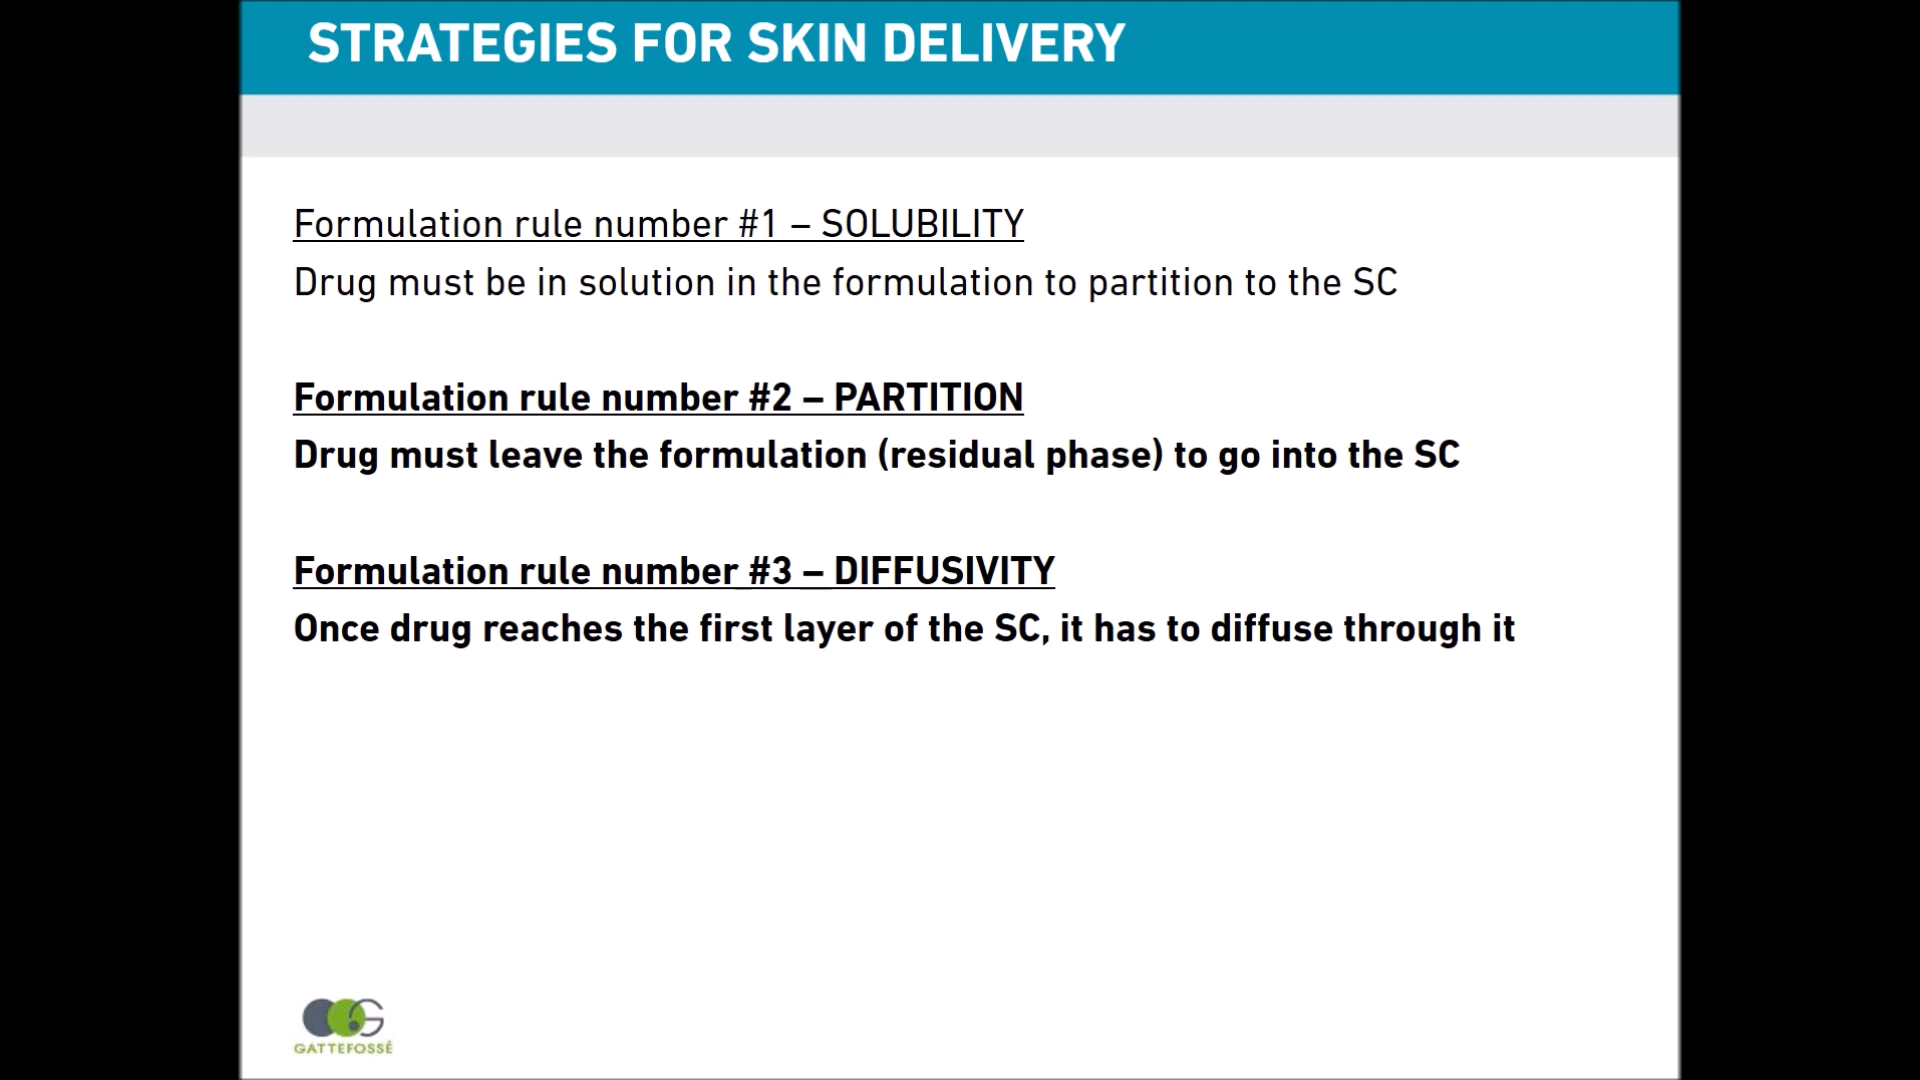 STRATEGIES FOR SKIN DELIVERY
Formulation rule number #1 – SOLUBILITY
Drug must be in solution in the formulation to partition to the SC
Formulation rule number #2 – PARTITION
Drug must leave the formulation (residual phase) to go into the SC
Formulation rule number #3 – DIFFUSIVITY
Once drug reaches the first layer of the SC, it has to diffuse through it
GATTEFOSSÉ